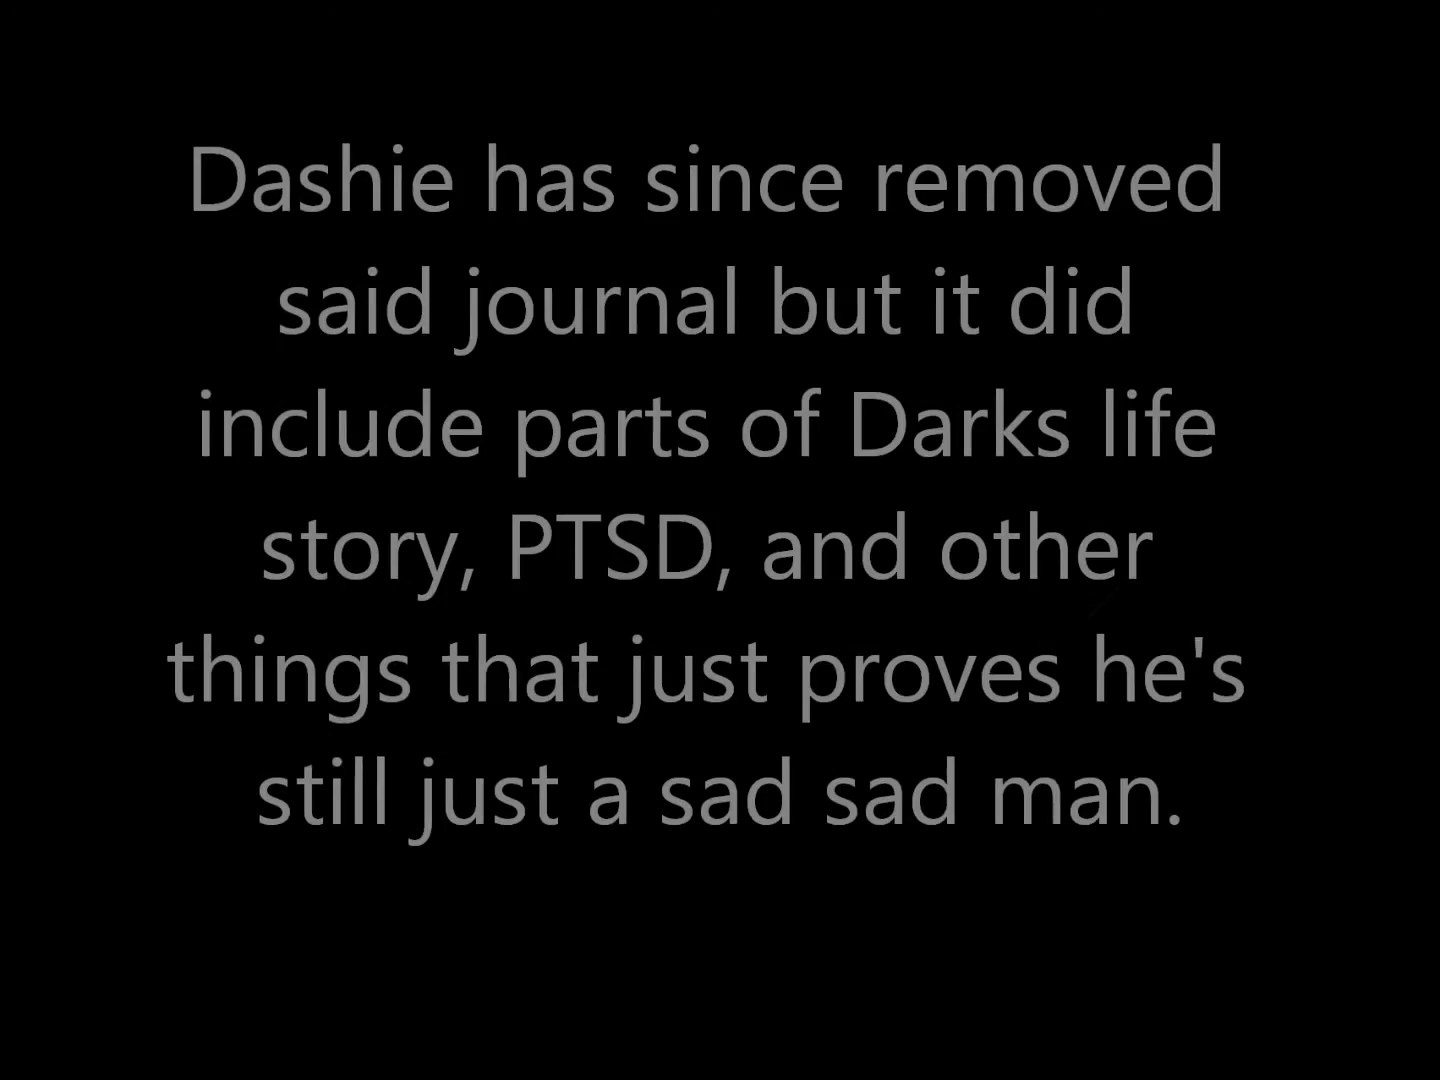 Dashie has since removed
said journal but it did
include parts of Darks life
story, PTSD, and other
things that just proves he's
still just a sad sad man.